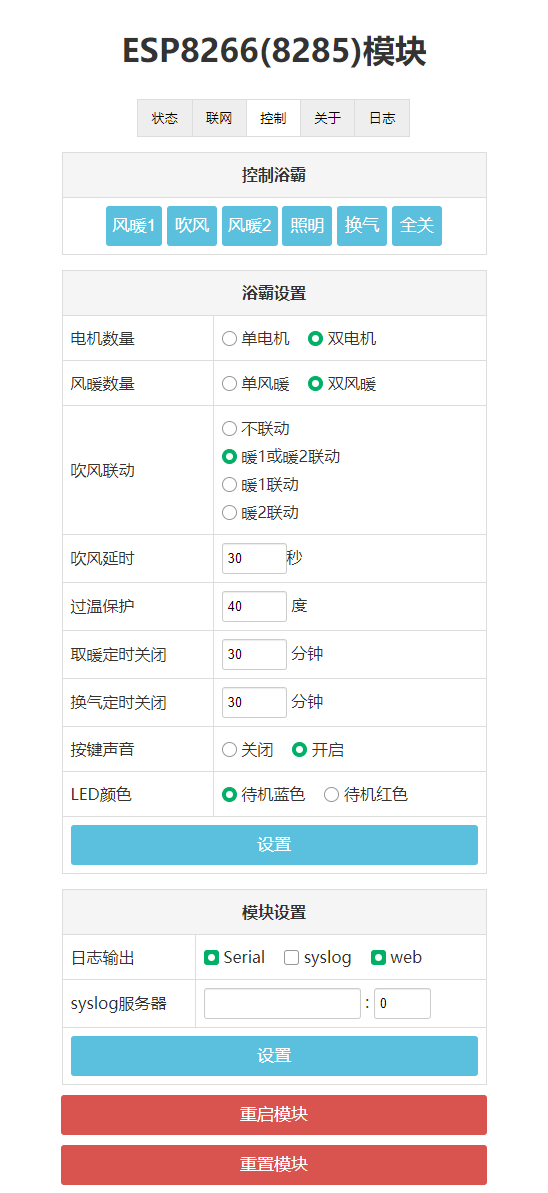 ESP8266(8285)模块
状态 联网 控制 关于 日志
控制浴霸
风暖1 吹风 风暖2 照明 换气 全关
浴霸设置
电机数量 单电机 双电机
风暖数量 单风暖 双风暖
不联动
暖1或暖2联动
吹风联动
暖1联动
暖2联动
吹风延时 30 秒
过温保护 40 度
取暖定时关闭 30 分钟
换气定时关闭 30 分钟
按键声音 关闭 开启
LED颜色 待机蓝色 待机红色
设置
模块设置
日志输出 Serial syslog web
syslog服务器 : 0
设置
重启模块
重置模块